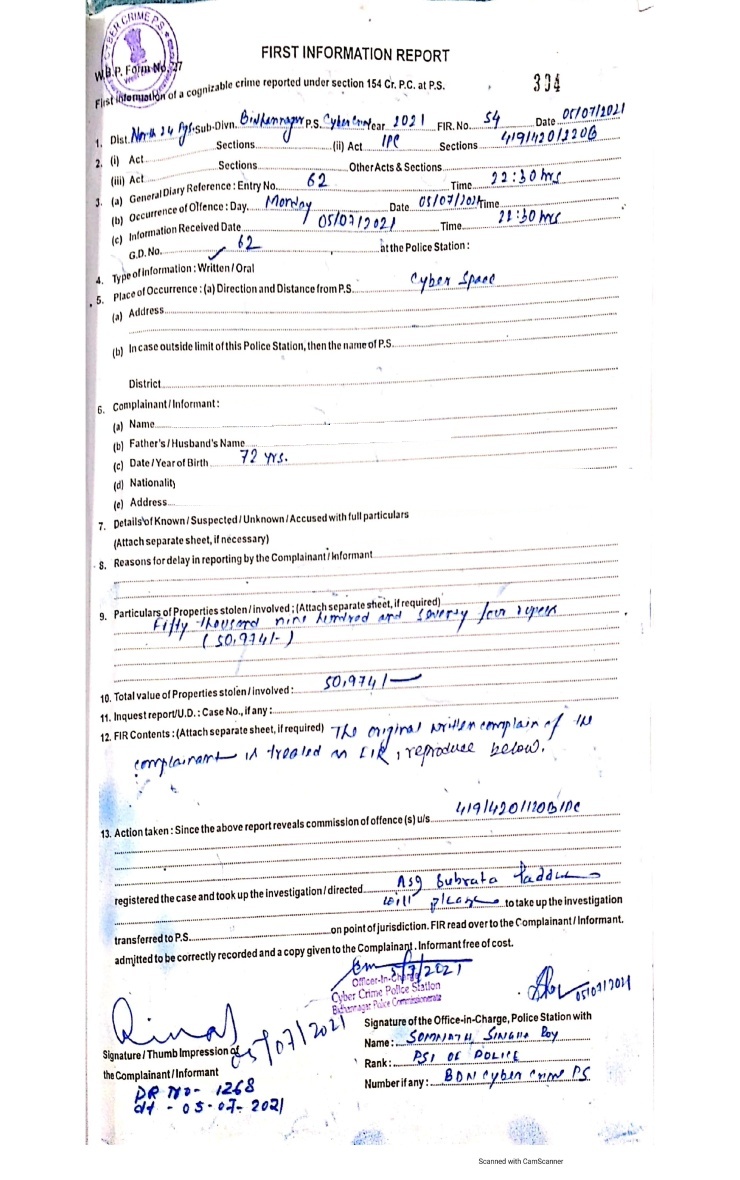 CYBER CRIME P.S.
FIRST INFORMATION REPORT
W.B.P. Form No. 27
First information of a cognizable crime reported under section 154 Cr. P.C. at P.S. 334
1. Dist. North 24 Pgs. Sub-Divn. Bidhannagar P.S. Cyber Crime Year 2021 FIR. No. 54 Date 05/07/2021
2. (i) Act Sections (ii) Act IPC Sections 419/420/120B
(iii) Act Sections Other Acts & Sections
3. (a) General Diary Reference : Entry No. 62 Time 22:30 hrs
(b) Occurrence of Offence : Day. Monday Date 05/07/2021 Time
(c) Information Received Date 05/07/2021 Time 22:30 hrs
G.D. No. 62 at the Police Station :
4. Type of Information : Written / Oral
5. Place of Occurrence : (a) Direction and Distance from P.S. Cyber Space
(a) Address
(b) In case outside limit of this Police Station, then the name of P.S.
District
6. Complainant / Informant :
(a) Name
(b) Father's / Husband's Name
(c) Date / Year of Birth 72 yrs.
(d) Nationality
(e) Address
7. Details of Known / Suspected / Unknown / Accused with full particulars
(Attach separate sheet, if necessary)
8. Reasons for delay in reporting by the Complainant / Informant
9. Particulars of Properties stolen / involved ; (Attach separate sheet, if required)
Fifty thousand nine hundred and seventy four rupees
(50,974/-)
10. Total value of Properties stolen / involved : 50,974/-
11. Inquest report/U.D. : Case No., if any :
12. FIR Contents : (Attach separate sheet, if required) The original written complain of the
complainant is treated as FIR, reproduce below.
13. Action taken : Since the above report reveals commission of offence (s) u/s. 419/420/120B/IPC
registered the case and took up the investigation / directed ASI Subrata
will please to take up the investigation
transferred to P.S. on point of jurisdiction. FIR read over to the Complainant / Informant.
admitted to be correctly recorded and a copy given to the Complainant. Informant free of cost.
5/7/2021
Officer-In-Charge
Cyber Crime Police Station
Bidhannagar Police Commissionerate
05/07/2021
05/07/2021
Signature / Thumb Impression of
the Complainant / Informant
DR No- 1268
dt - 05-07-2021
Signature of the Office-in-Charge, Police Station with
Name : Somnath Singha Roy
Rank : PSI OF POLICE
Number if any : BDN Cyber Crime PS.
Scanned with CamScanner